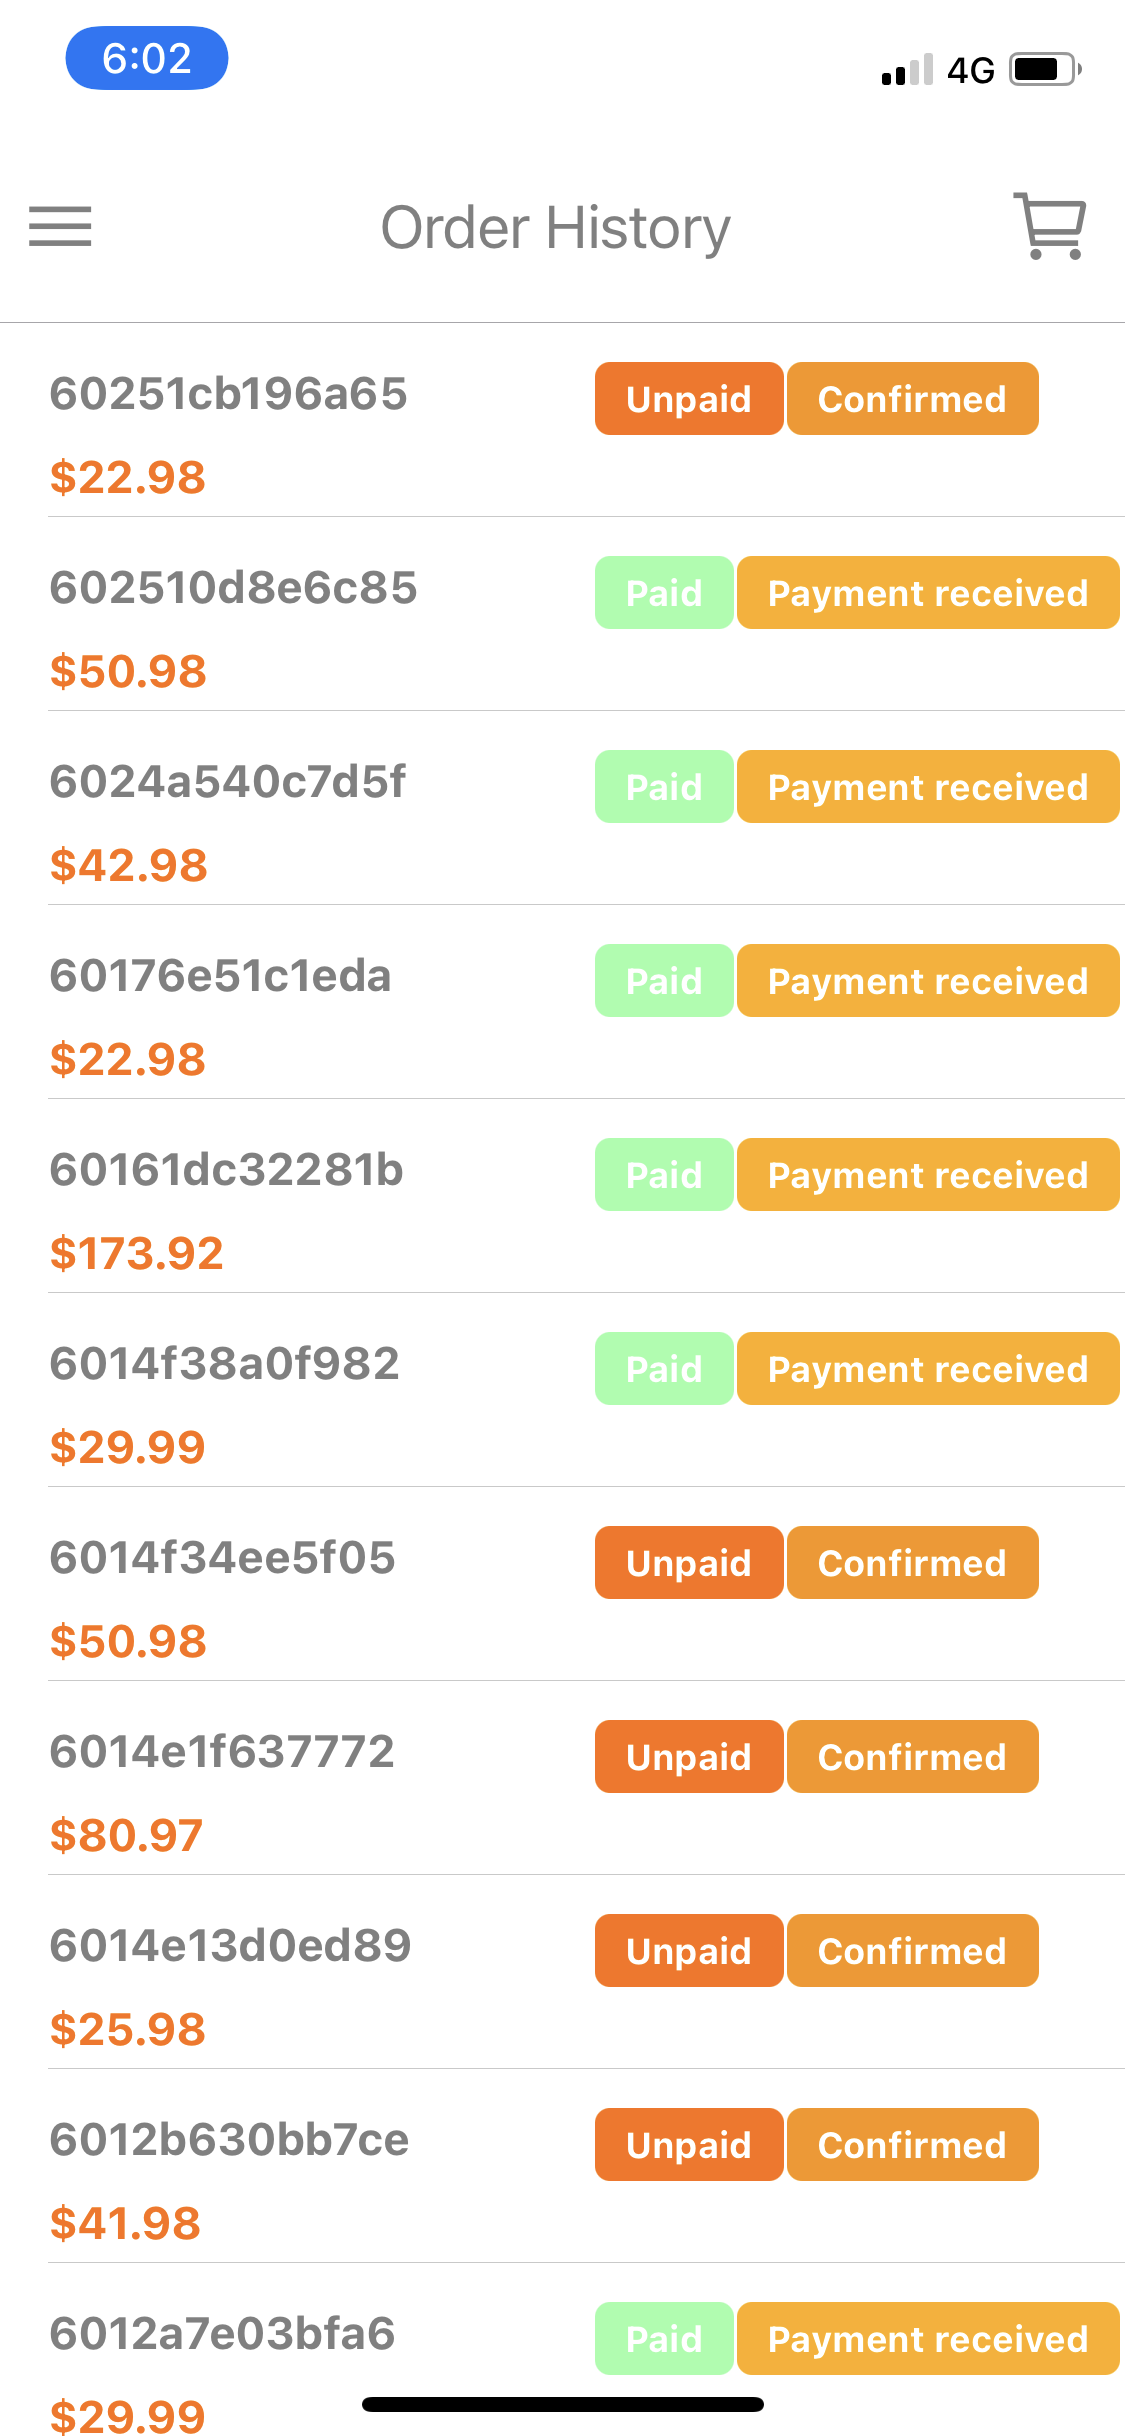 6:02 4G
Order History
60251cb196a65 Unpaid Confirmed
$22.98
602510d8e6c85 Paid Payment received
$50.98
6024a540c7d5f Paid Payment received
$42.98
60176e51c1eda Paid Payment received
$22.98
60161dc32281b Paid Payment received
$173.92
6014f38a0f982 Paid Payment received
$29.99
6014f34ee5f05 Unpaid Confirmed
$50.98
6014e1f637772 Unpaid Confirmed
$80.97
6014e13d0ed89 Unpaid Confirmed
$25.98
6012b630bb7ce Unpaid Confirmed
$41.98
6012a7e03bfa6 Paid Payment received
$29.99